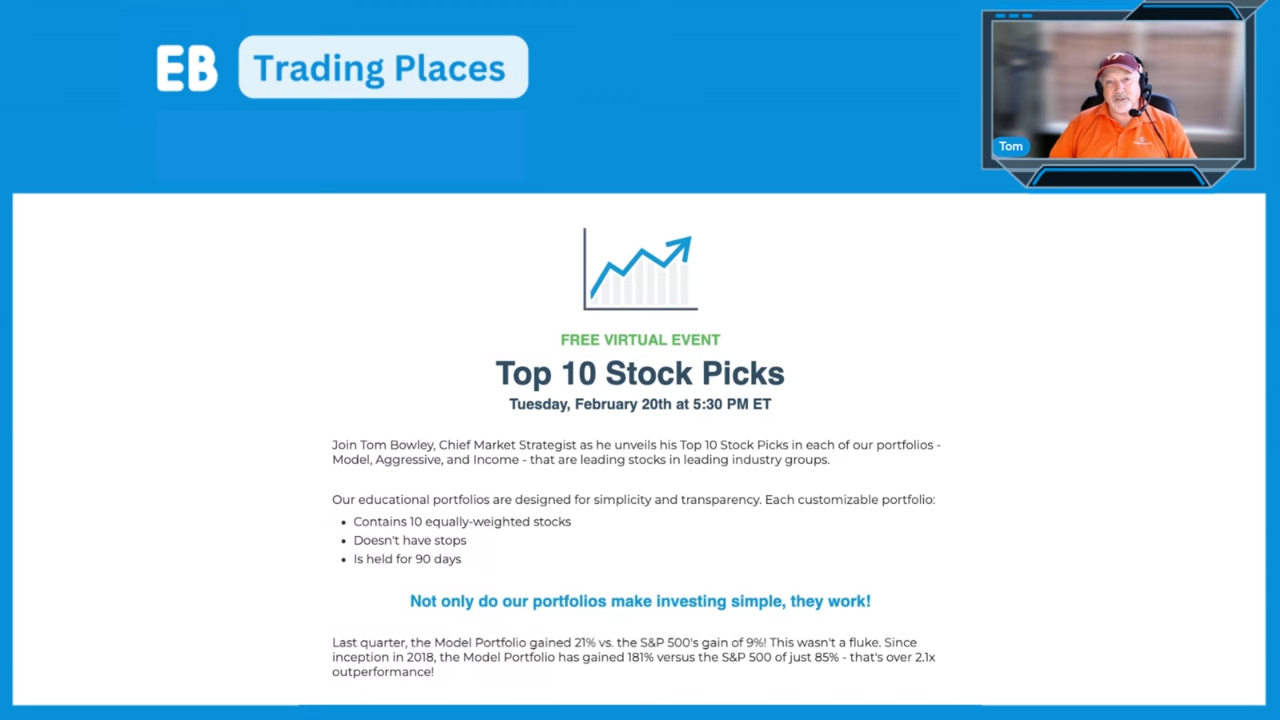 EB Trading Places
Tom
FREE VIRTUAL EVENT
Top 10 Stock Picks
Tuesday, February 20th at 5:30 PM ET
Join Tom Bowley, Chief Market Strategist as he unveils his Top 10 Stock Picks in each of our portfolios -
Model, Aggressive, and Income - that are leading stocks in leading industry groups.
Our educational portfolios are designed for simplicity and transparency. Each customizable portfolio:
• Contains 10 equally-weighted stocks
• Doesn't have stops
• Is held for 90 days
Not only do our portfolios make investing simple, they work!
Last quarter, the Model Portfolio gained 21% vs. the S&P 500's gain of 9%! This wasn't a fluke. Since
inception in 2018, the Model Portfolio has gained 181% versus the S&P 500 of just 85% - that's over 2.1x
outperformance!